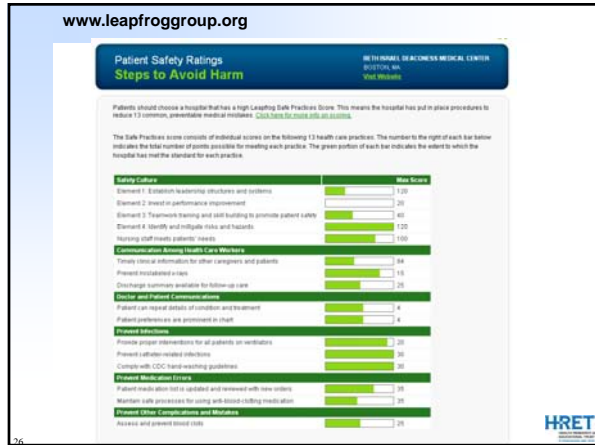 www.leapfroggroup.org
Patient Safety Ratings
Steps to Avoid Harm
BETH ISRAEL DEACONESS MEDICAL CENTER
BOSTON, MA
Visit Website
Patients should choose a hospital that has a high Leapfrog Safe Practices Score. This means the hospital has put in place procedures to
reduce 13 common, preventable medical mistakes. Click here for more info on scoring.
The Safe Practices score consists of individual scores on the following 13 health care practices. The number to the right of each bar below
indicates the total number of points possible for meeting each practice. The green portion of each bar indicates the extent to which the
hospital has met the standard for each practice.
Safety Culture Max Score
Element 1: Establish leadership structures and systems 120
Element 2: Invest in performance improvement 20
Element 3: Teamwork training and skill building to promote patient safety 40
Element 4: Identify and mitigate risks and hazards 120
Nursing staff meets patients' needs 100
Communication Among Health Care Workers
Timely clinical information for other caregivers and patients 84
Prevent mislabeled x-rays 15
Discharge summary available for follow-up care 25
Doctor and Patient Communications
Patient can repeat details of condition and treatment 4
Patient preferences are prominent in chart 4
Prevent Infections
Provide proper interventions for all patients on ventilators 20
Prevent catheter-related infections 30
Comply with CDC hand-washing guidelines 30
Prevent Medication Errors
Patient medication list is updated and reviewed with new orders 35
Maintain safe processes for using anti-blood-clotting medication 35
Prevent Other Complications and Mistakes
Assess and prevent blood clots 25
26
HRET